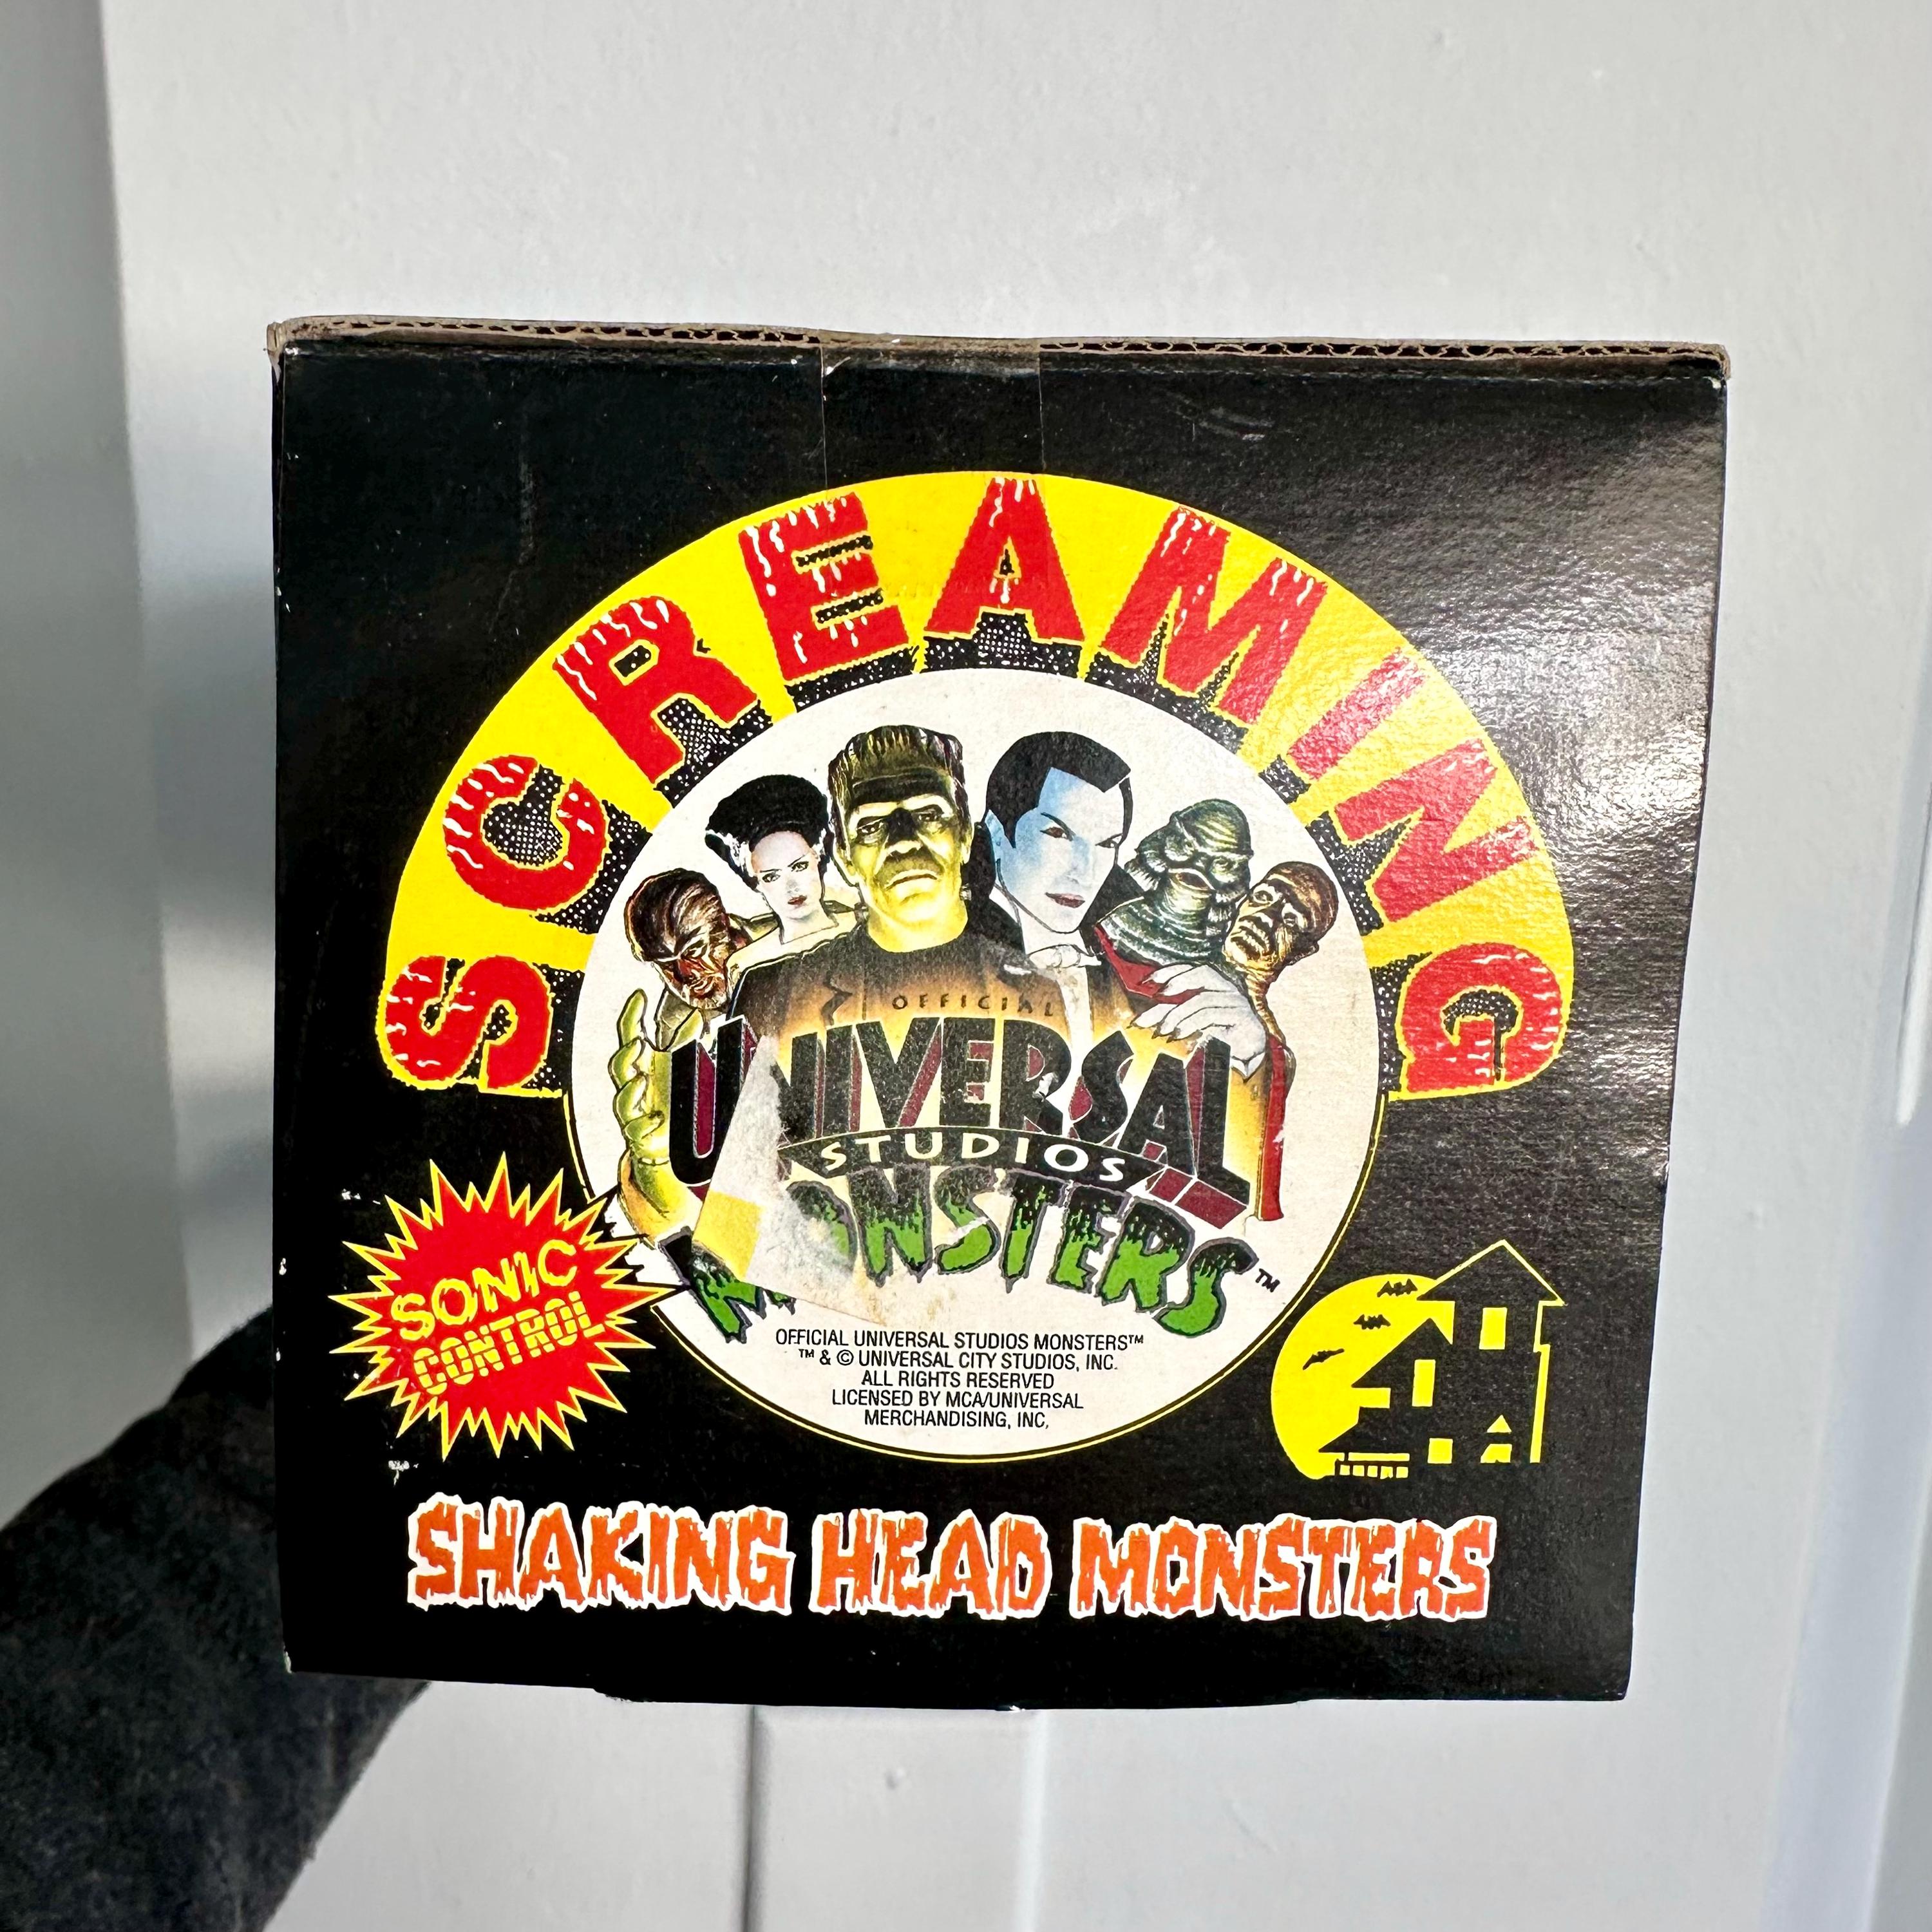 SCREAMING
OFFICIAL
UNIVERSAL
STUDIOS
MONSTERS™
SONIC
CONTROL
OFFICIAL UNIVERSAL STUDIOS MONSTERS™
™ & © UNIVERSAL CITY STUDIOS, INC.
ALL RIGHTS RESERVED
LICENSED BY MCA/UNIVERSAL
MERCHANDISING, INC,
SHAKING HEAD MONSTERS